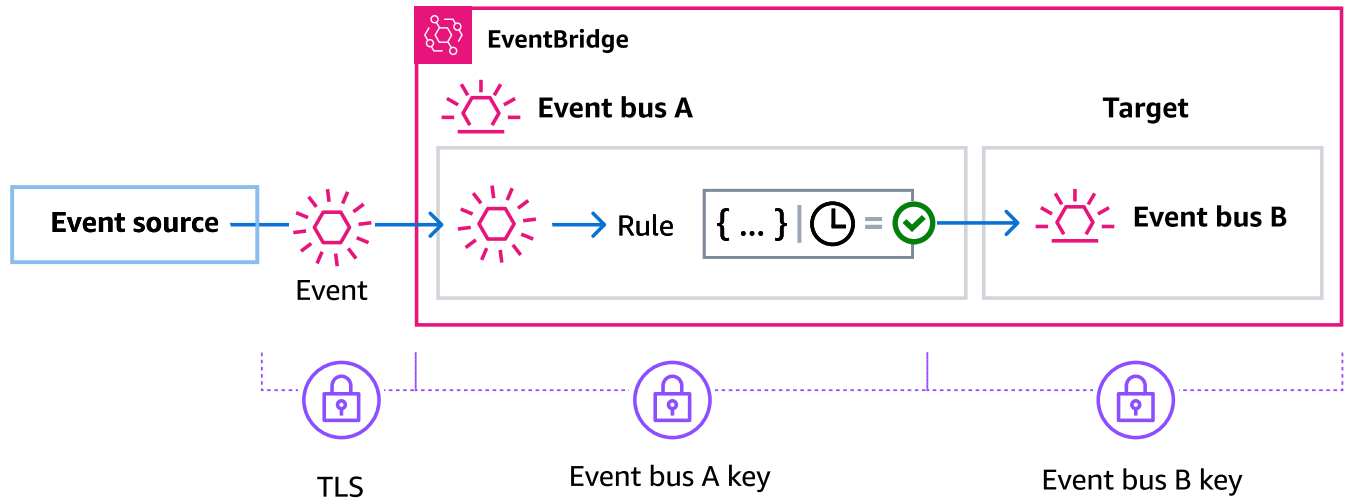 EventBridge
Event bus A
Target
Event source
Event
Rule
{ ... } | =
Event bus B
TLS
Event bus A key
Event bus B key